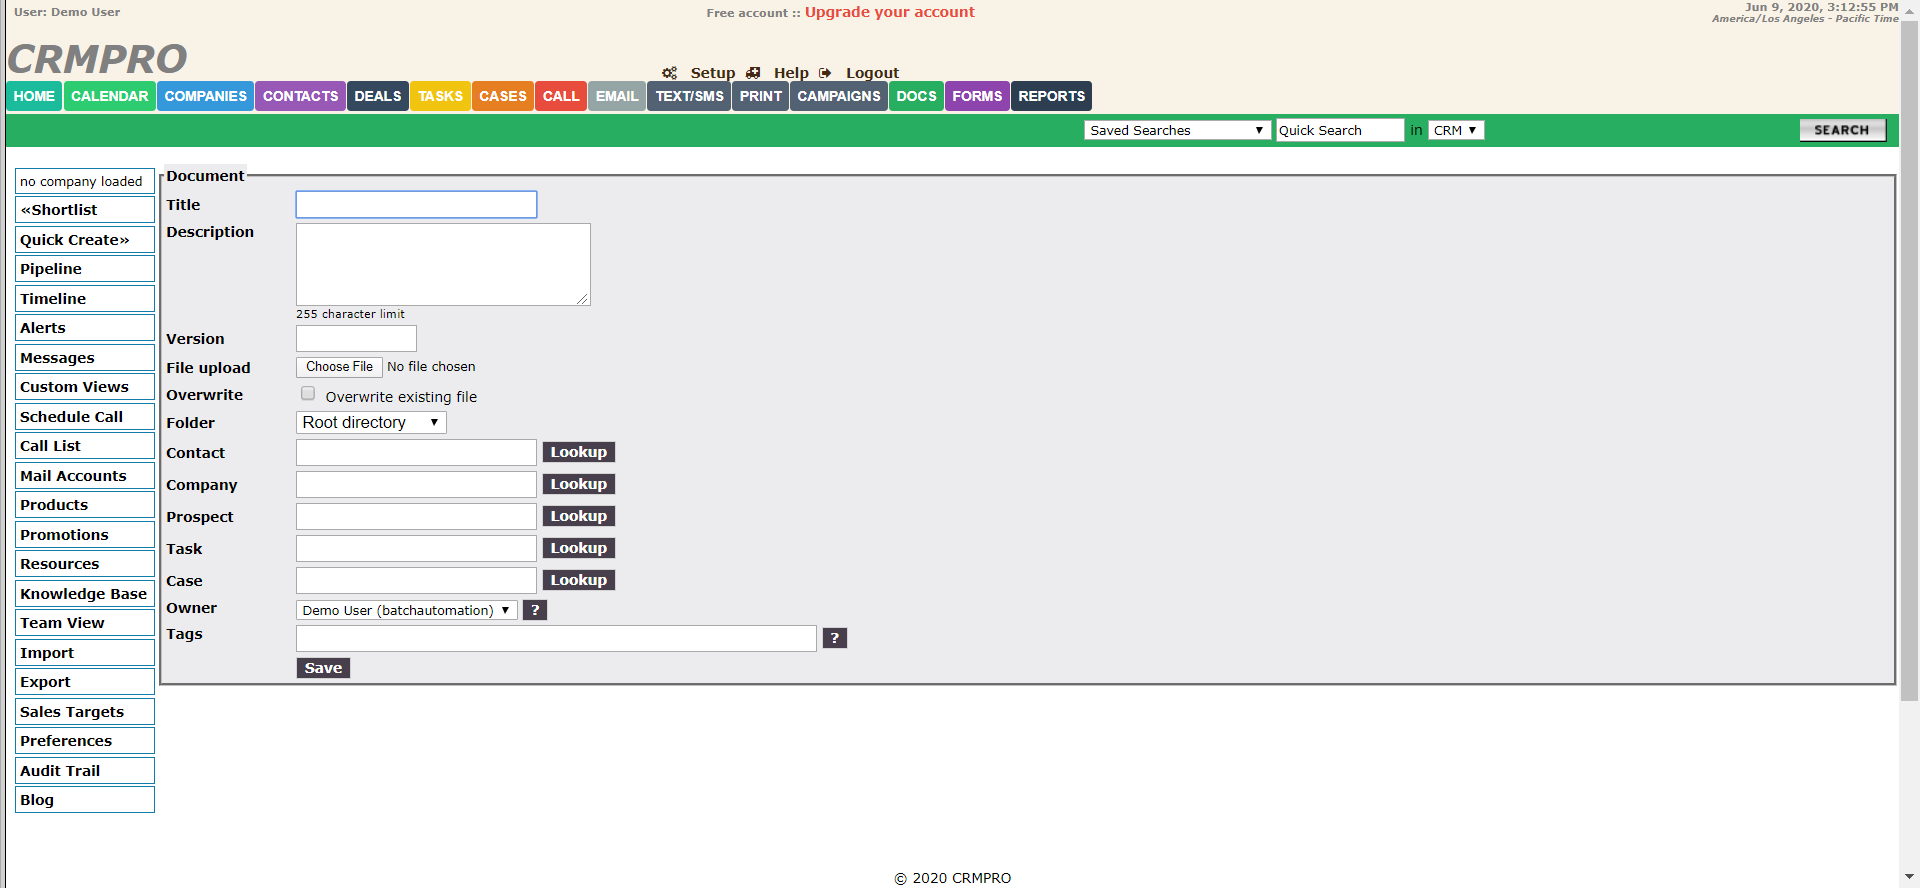 User: Demo User
Free account :: Upgrade your account
Jun 9, 2020, 3:12:55 PM
America/Los Angeles - Pacific Time
CRMPRO
Setup Help Logout
HOME CALENDAR COMPANIES CONTACTS DEALS TASKS CASES CALL EMAIL TEXT/SMS PRINT CAMPAIGNS DOCS FORMS REPORTS
Saved Searches Quick Search in CRM SEARCH
no company loaded
«Shortlist
Quick Create»
Pipeline
Timeline
Alerts
Messages
Custom Views
Schedule Call
Call List
Mail Accounts
Products
Promotions
Resources
Knowledge Base
Team View
Import
Export
Sales Targets
Preferences
Audit Trail
Blog
Document
Title
Description
255 character limit
Version
File upload Choose File No file chosen
Overwrite Overwrite existing file
Folder Root directory
Contact Lookup
Company Lookup
Prospect Lookup
Task Lookup
Case Lookup
Owner Demo User (batchautomation) ?
Tags ?
Save
© 2020 CRMPRO